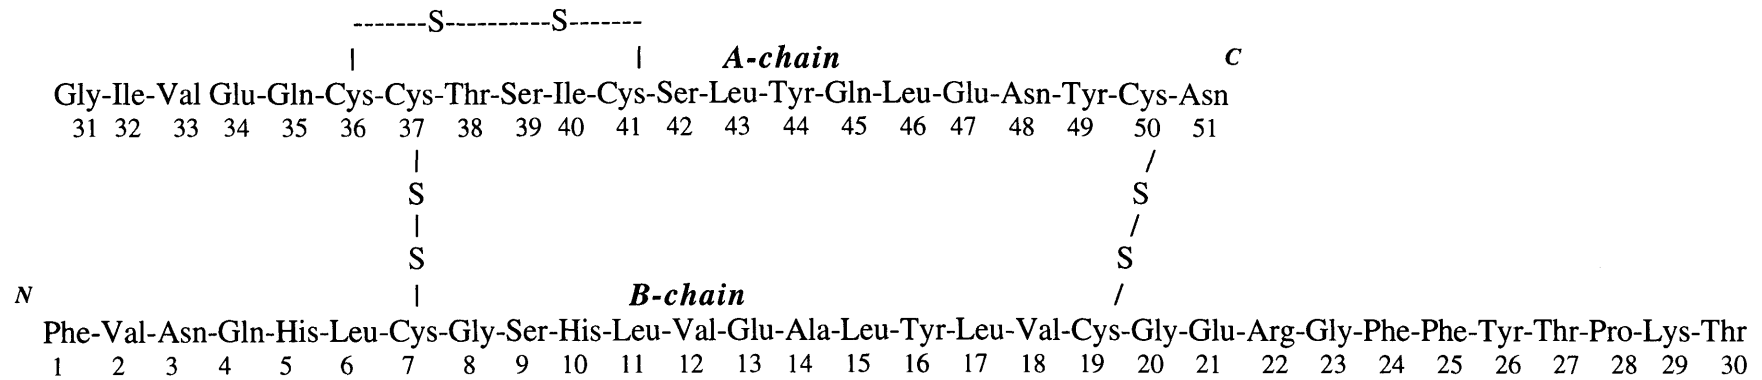 -------S----------S-------
| | A-chain C
Gly-Ile-Val Glu-Gln-Cys-Cys-Thr-Ser-Ile-Cys-Ser-Leu-Tyr-Gln-Leu-Glu-Asn-Tyr-Cys-Asn
31 32 33 34 35 36 37 38 39 40 41 42 43 44 45 46 47 48 49 50 51
| /
S S
| /
S S
N | B-chain /
Phe-Val-Asn-Gln-His-Leu-Cys-Gly-Ser-His-Leu-Val-Glu-Ala-Leu-Tyr-Leu-Val-Cys-Gly-Glu-Arg-Gly-Phe-Phe-Tyr-Thr-Pro-Lys-Thr
1 2 3 4 5 6 7 8 9 10 11 12 13 14 15 16 17 18 19 20 21 22 23 24 25 26 27 28 29 30